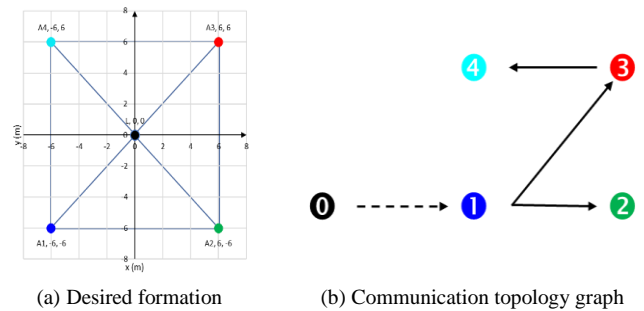 A4, -6, 6
A3, 6, 6
8
6
4
2
L, 0, 0
0
-8
-6
-4
-2
0
2
4
6
8
-2
-4
-6
-8
A1, -6, -6
A2, 6, -6
y (m)
x (m)
4
3
0
1
2
(a) Desired formation
(b) Communication topology graph